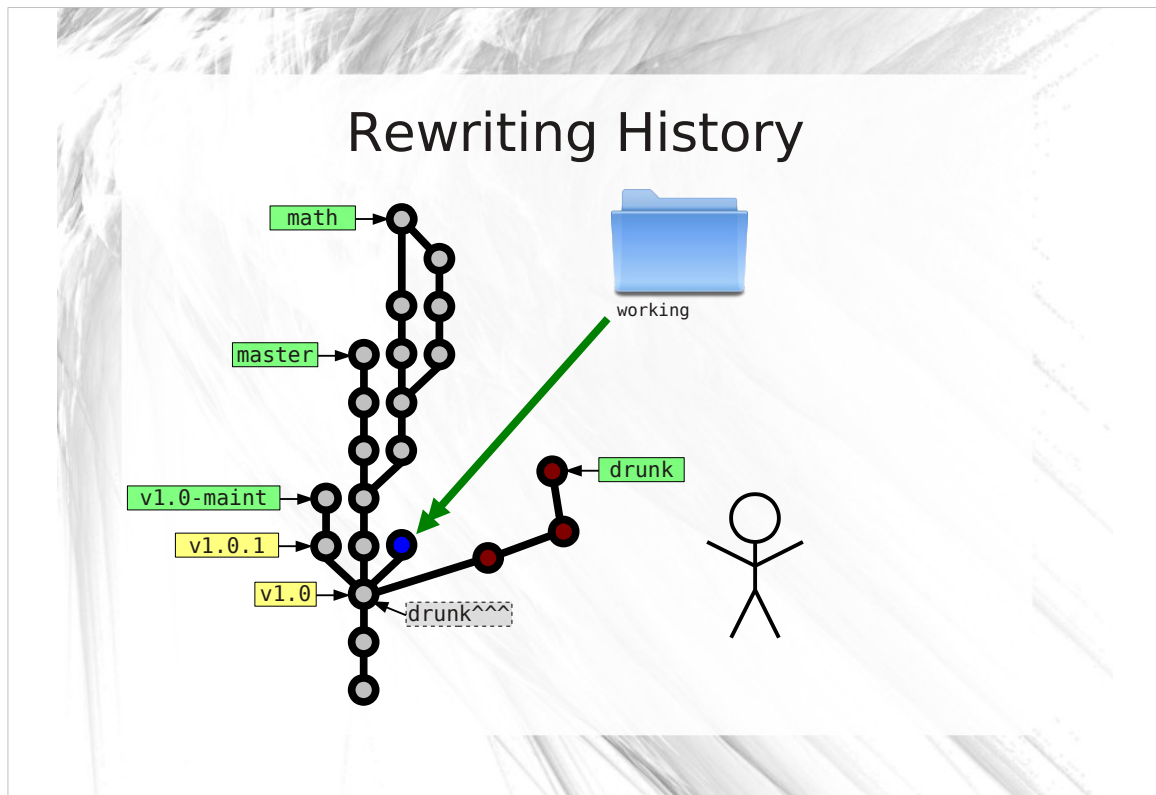 Rewriting History
math
working
master
drunk
v1.0-maint
v1.0.1
v1.0
drunk^^^